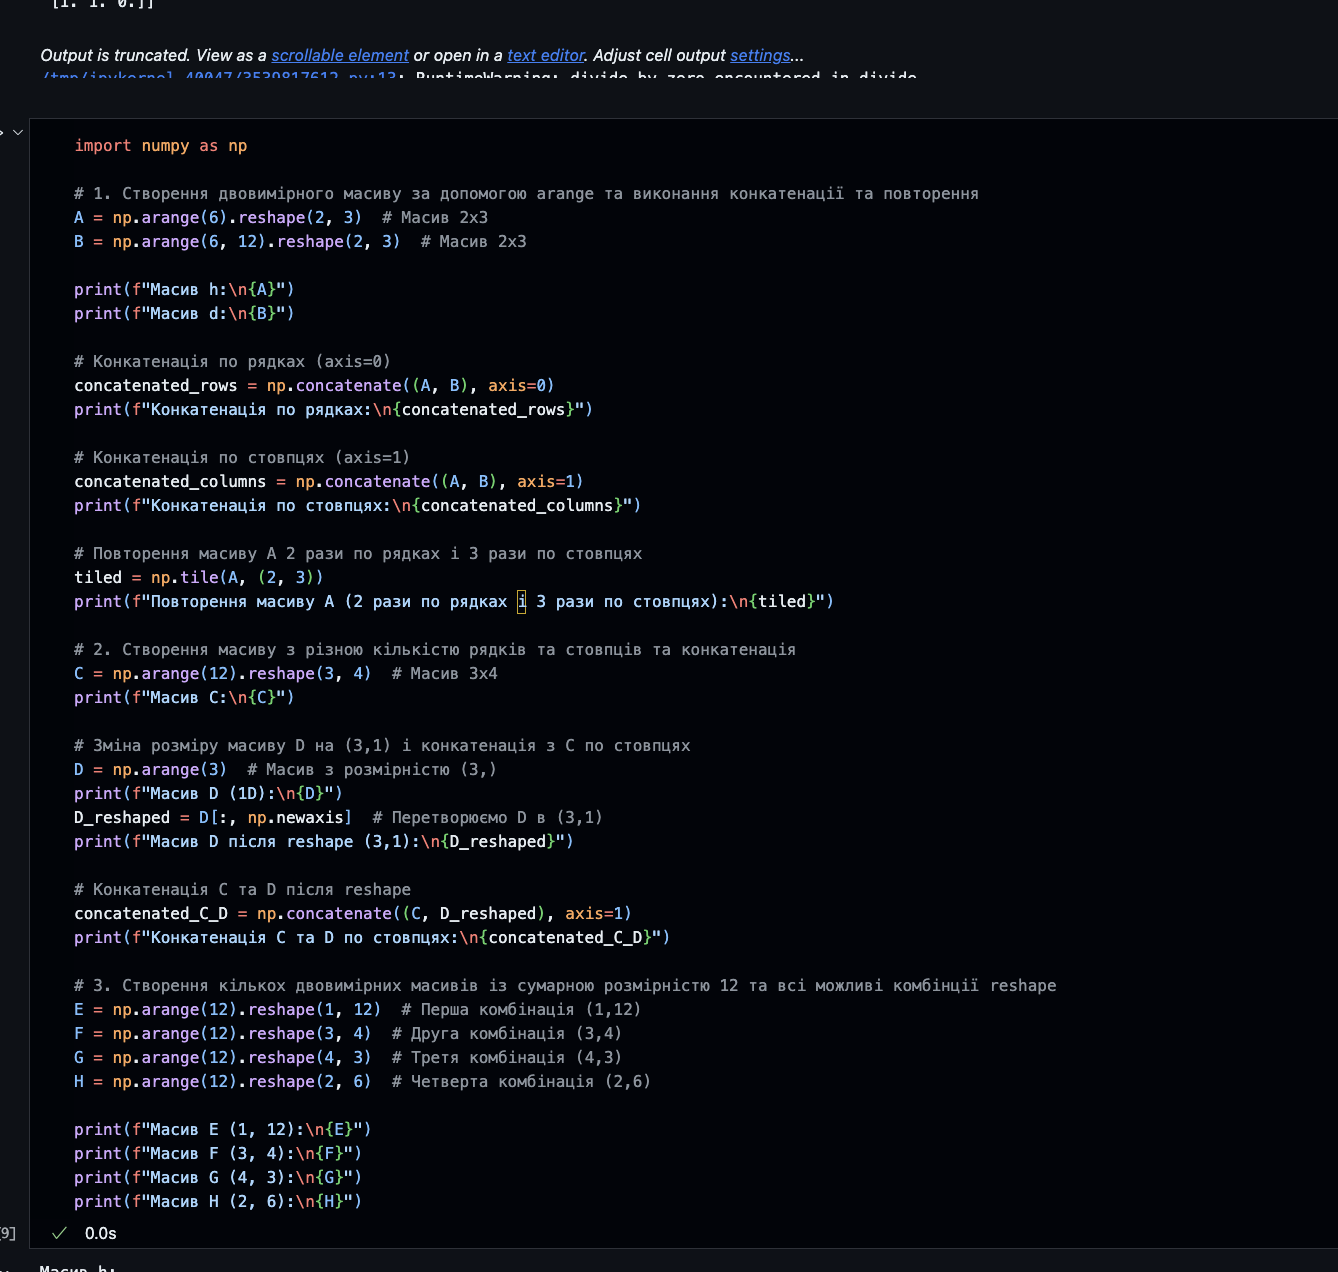 [1. 1. 0.]]
Output is truncated. View as a scrollable element or open in a text editor. Adjust cell output settings...
/tmp/ipykernel_40047/3539817612.py:13: RuntimeWarning: divide by zero encountered in divide
import numpy as np
# 1. Створення двовимірного масиву за допомогою arange та виконання конкатенації та повторення
A = np.arange(6).reshape(2, 3)  # Масив 2x3
B = np.arange(6, 12).reshape(2, 3)  # Масив 2x3
print(f"Масив h:\n{A}")
print(f"Масив d:\n{B}")
# Конкатенація по рядках (axis=0)
concatenated_rows = np.concatenate((A, B), axis=0)
print(f"Конкатенація по рядках:\n{concatenated_rows}")
# Конкатенація по стовпцях (axis=1)
concatenated_columns = np.concatenate((A, B), axis=1)
print(f"Конкатенація по стовпцях:\n{concatenated_columns}")
# Повторення масиву A 2 рази по рядках і 3 рази по стовпцях
tiled = np.tile(A, (2, 3))
print(f"Повторення масиву A (2 рази по рядках і 3 рази по стовпцях):\n{tiled}")
# 2. Створення масиву з різною кількістю рядків та стовпців та конкатенація
C = np.arange(12).reshape(3, 4)  # Масив 3x4
print(f"Масив C:\n{C}")
# Зміна розміру масиву D на (3,1) і конкатенація з C по стовпцях
D = np.arange(3)  # Масив з розмірністю (3,)
print(f"Масив D (1D):\n{D}")
D_reshaped = D[:, np.newaxis]  # Перетворюємо D в (3,1)
print(f"Масив D після reshape (3,1):\n{D_reshaped}")
# Конкатенація C та D після reshape
concatenated_C_D = np.concatenate((C, D_reshaped), axis=1)
print(f"Конкатенація C та D по стовпцях:\n{concatenated_C_D}")
# 3. Створення кількох двовимірних масивів із сумарною розмірністю 12 та всі можливі комбінції reshape
E = np.arange(12).reshape(1, 12)  # Перша комбінація (1,12)
F = np.arange(12).reshape(3, 4)  # Друга комбінація (3,4)
G = np.arange(12).reshape(4, 3)  # Третя комбінація (4,3)
H = np.arange(12).reshape(2, 6)  # Четверта комбінація (2,6)
print(f"Масив E (1, 12):\n{E}")
print(f"Масив F (3, 4):\n{F}")
print(f"Масив G (4, 3):\n{G}")
print(f"Масив H (2, 6):\n{H}")
9] 0.0s
Масив h: